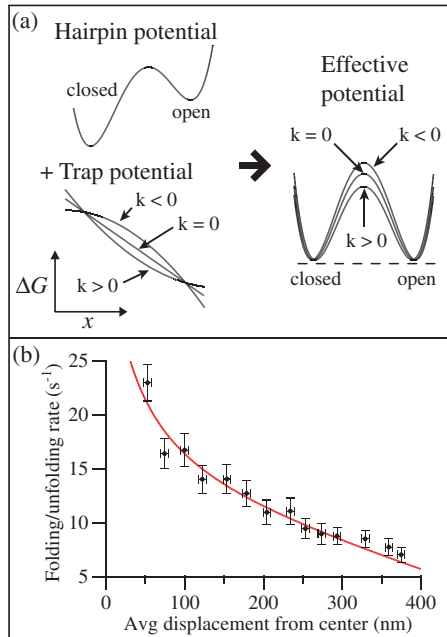 (a)
Hairpin potential
closed
open
+ Trap potential
k < 0
k = 0
k > 0
ΔG
x
Effective
potential
k = 0
k < 0
k > 0
closed
open
(b)
Folding/unfolding rate (s⁻¹)
25
20
15
10
5
0
100
200
300
400
Avg displacement from center (nm)